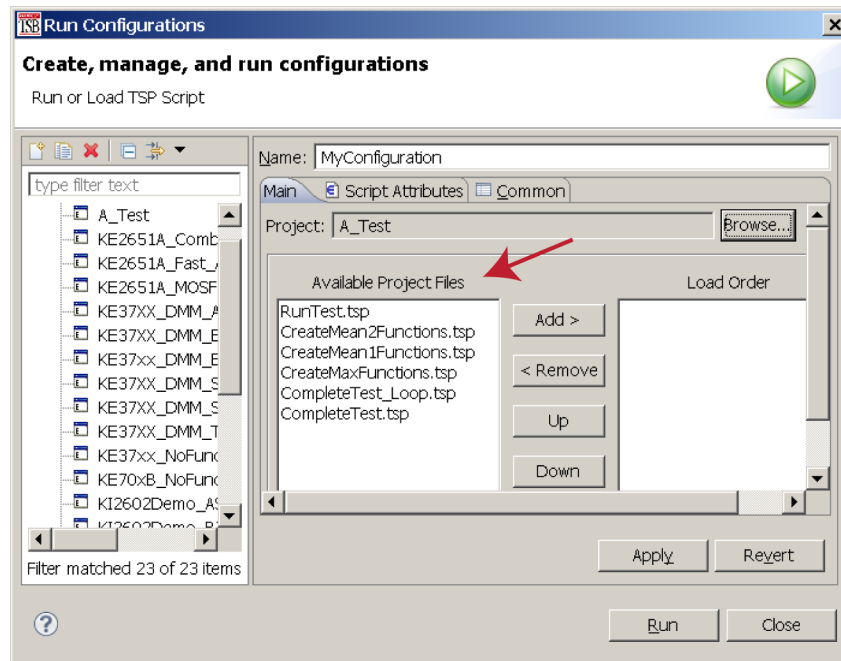 TSB Run Configurations
Create, manage, and run configurations
Run or Load TSP Script
type filter text
A_Test
KE2651A_Comb
KE2651A_Fast_
KE2651A_MOSF
KE37XX_DMM_A
KE37XX_DMM_E
KE37xx_DMM_E
KE37XX_DMM_S
KE37XX_DMM_S
KE37XX_DMM_T
KE37xx_NoFunc
KE70xB_NoFunc
KI2602Demo_AS
Filter matched 23 of 23 items
Name: MyConfiguration
Main Script Attributes Common
Project: A_Test Browse...
Available Project Files
RunTest.tsp
CreateMean2Functions.tsp
CreateMean1Functions.tsp
CreateMaxFunctions.tsp
CompleteTest_Loop.tsp
CompleteTest.tsp
Add >
< Remove
Up
Down
Load Order
Apply Revert
Run Close